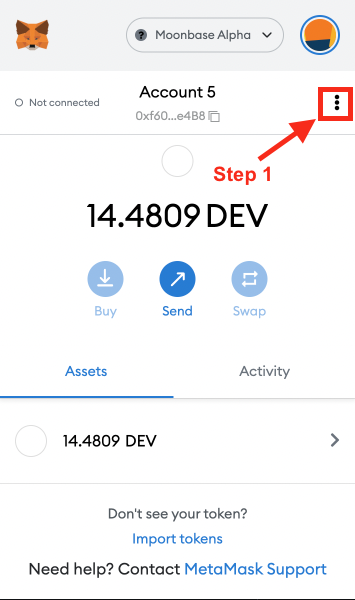 ? Moonbase Alpha
Not connected
Account 5
0xf60...e4B8
Step 1
14.4809 DEV
Buy
Send
Swap
Assets
Activity
14.4809 DEV
Don't see your token?
Import tokens
Need help? Contact MetaMask Support